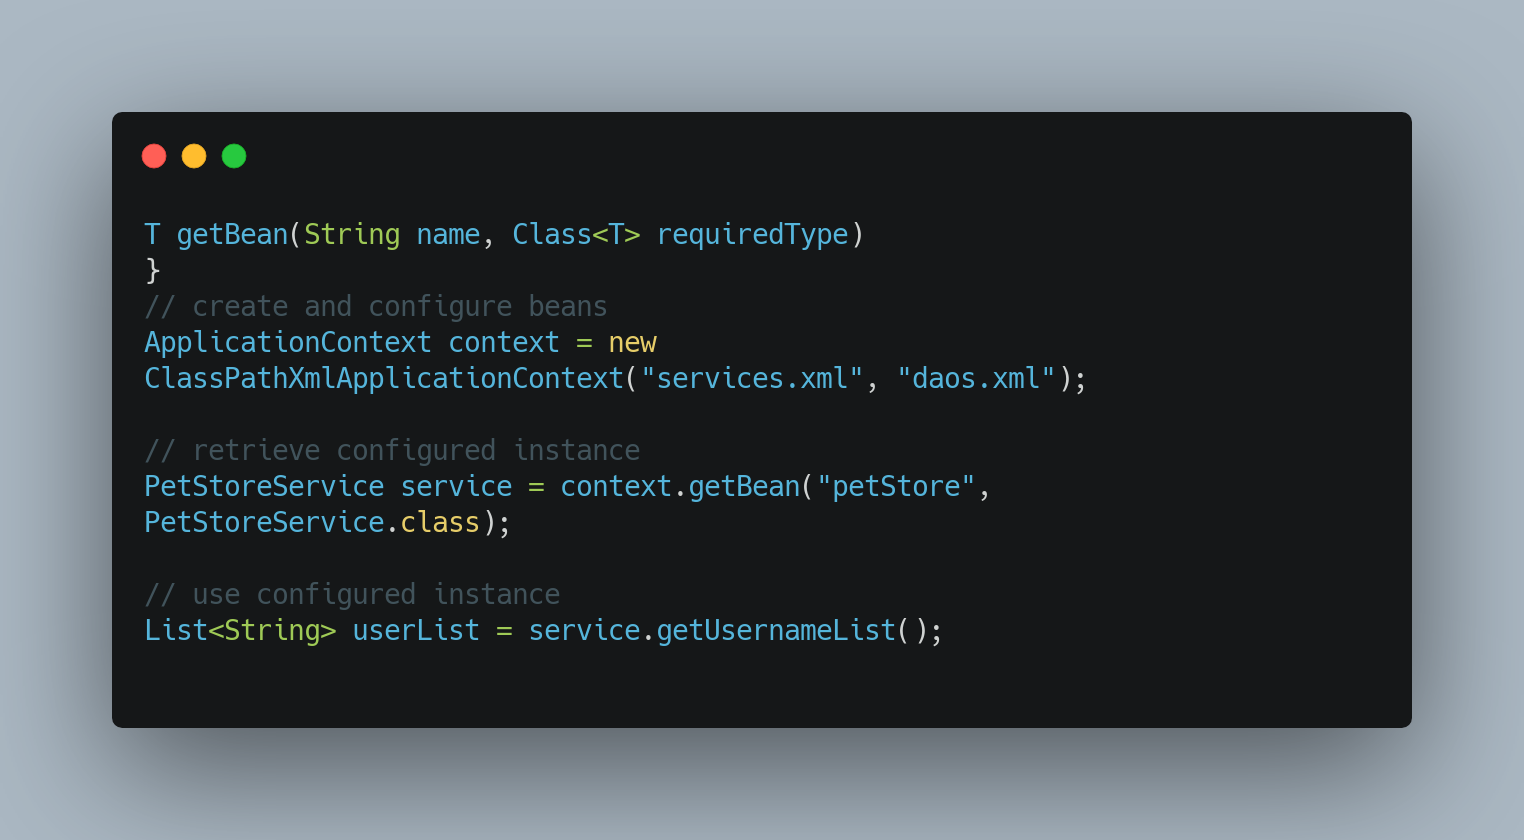 T getBean(String name, Class<T> requiredType)
}
// create and configure beans
ApplicationContext context = new
ClassPathXmlApplicationContext("services.xml", "daos.xml");
// retrieve configured instance
PetStoreService service = context.getBean("petStore",
PetStoreService.class);
// use configured instance
List<String> userList = service.getUsernameList();